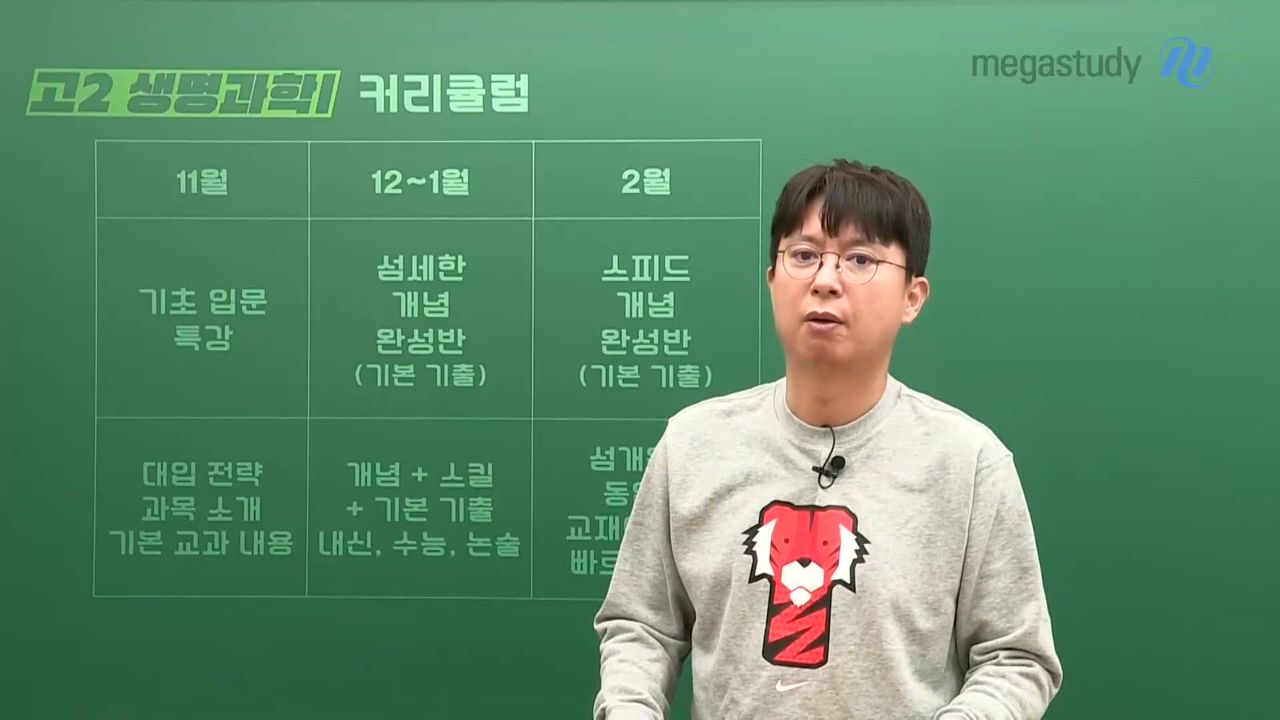 megastudy
고2 생명과학I 커리큘럼
11월
12~1월
2월
기초 입문
특강
섬세한
개념
완성반
(기본 기출)
스피드
개념
완성반
(기본 기출)
대입 전략
과목 소개
기본 교과 내용
개념 + 스킬
+ 기본 기출
내신, 수능, 논술